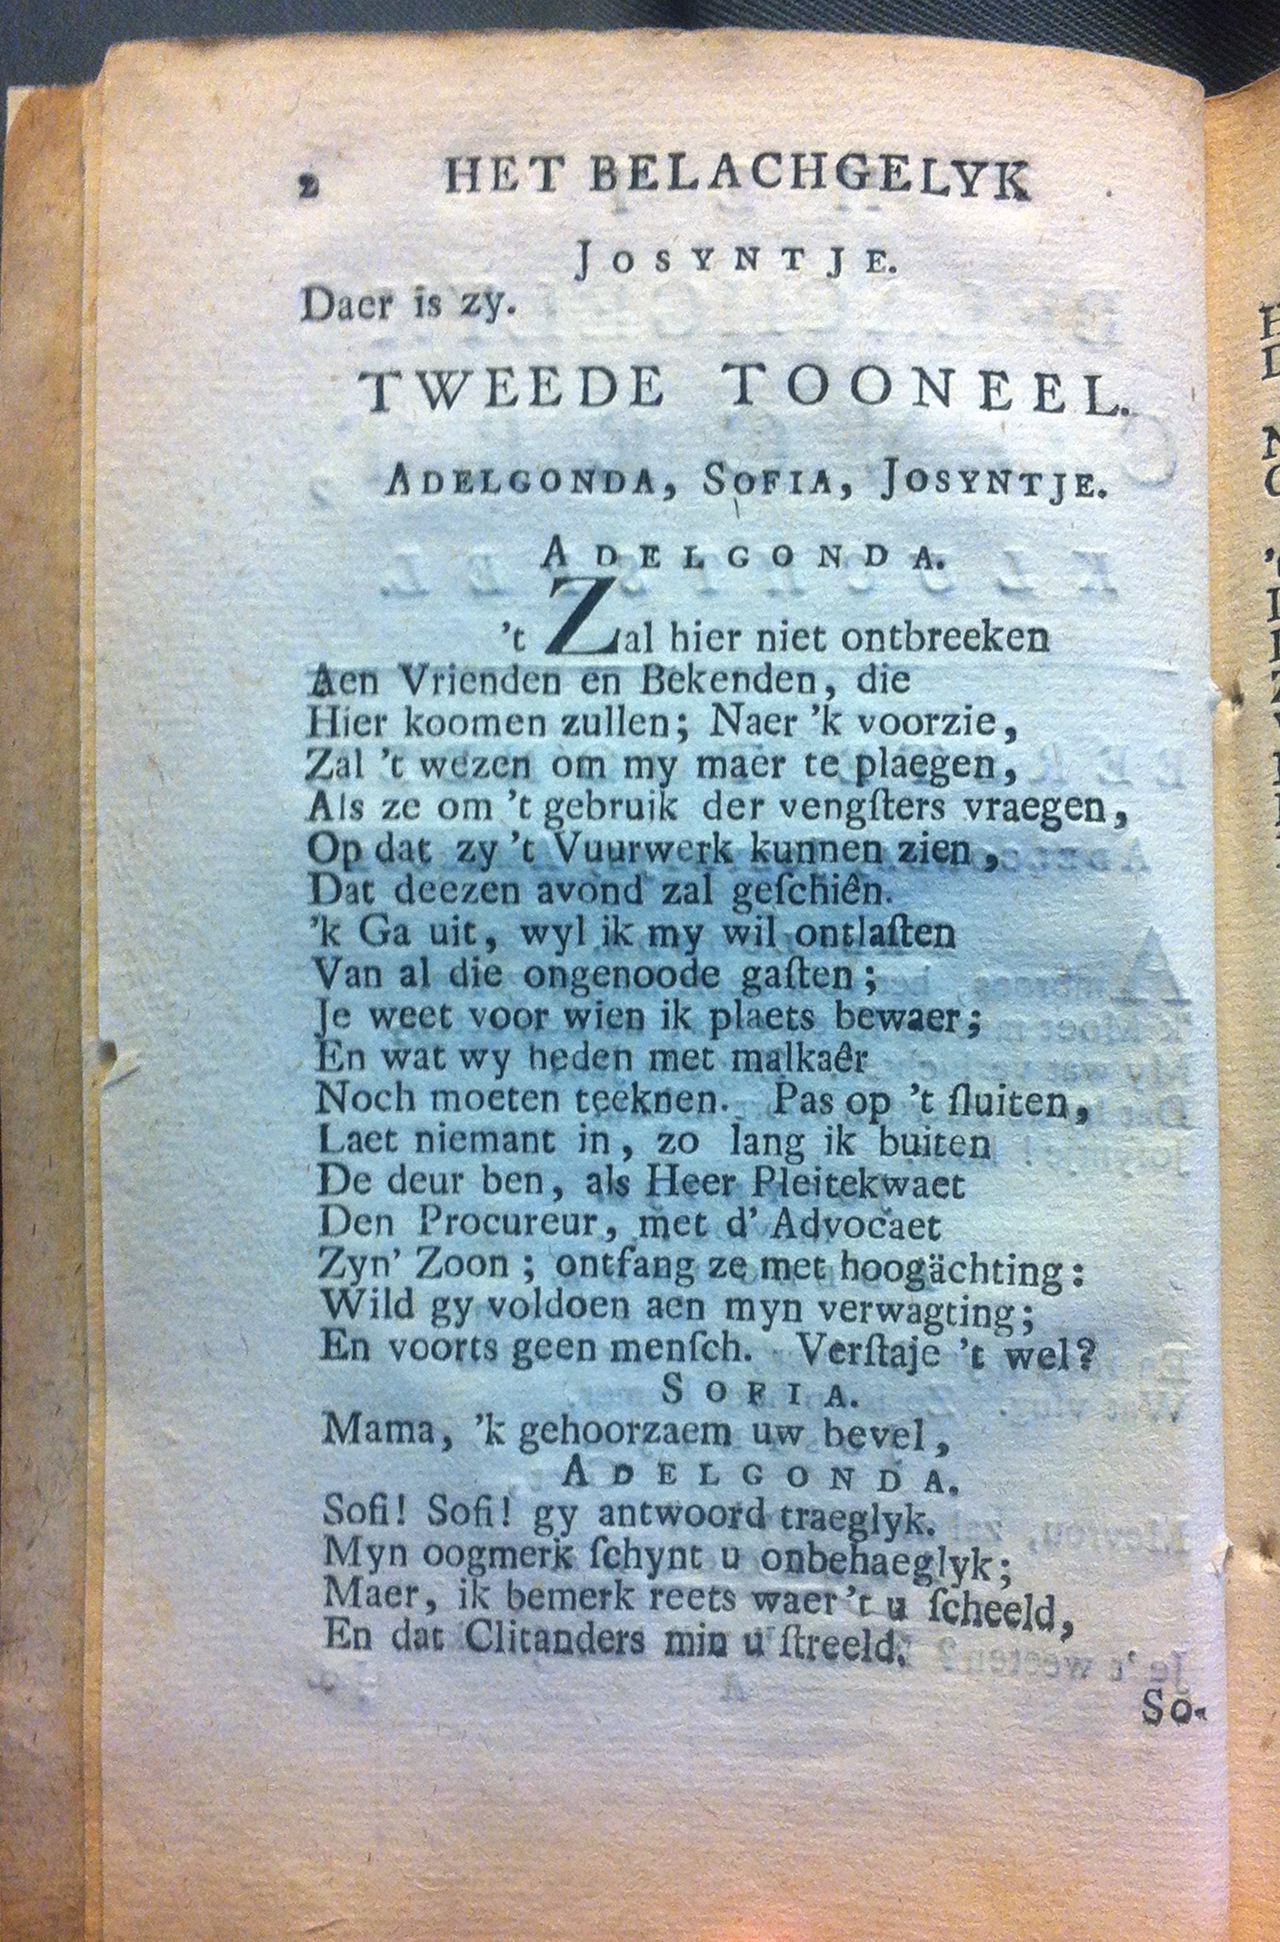 2 HET BELACHGELYK
JOSYNTJE.
Daer is zy.
TWEEDE TOONEEL.
ADELGONDA, SOFIA, JOSYNTJE.
ADELGONDA.
't Zal hier niet ontbreeken
Aen Vrienden en Bekenden, die
Hier koomen zullen; Naer 'k voorzie,
Zal 't wezen om my maer te plaegen,
Als ze om 't gebruik der vengſters vraegen,
Op dat zy 't Vuurwerk kunnen zien,
Dat deezen avond zal geſchiên.
'k Ga uit, wyl ik my wil ontlaſten
Van al die ongenoode gaſten;
Je weet voor wien ik plaets bewaer;
En wat wy heden met malkaêr
Noch moeten teeknen. Pas op 't ſluiten,
Laet niemant in, zo lang ik buiten
De deur ben, als Heer Pleitekwaet
Den Procureur, met d' Advocaet
Zyn' Zoon; ontfang ze met hoogächting:
Wild gy voldoen aen myn verwagting;
En voorts geen menſch. Verſtaje 't wel?
SOFIA.
Mama, 'k gehoorzaem uw bevel,
ADELGONDA.
Sofi! Sofi! gy antwoord traeglyk.
Myn oogmerk ſchynt u onbehaeglyk;
Maer, ik bemerk reets waer 't u ſcheeld,
En dat Clitanders min u ſtreeld.
So-